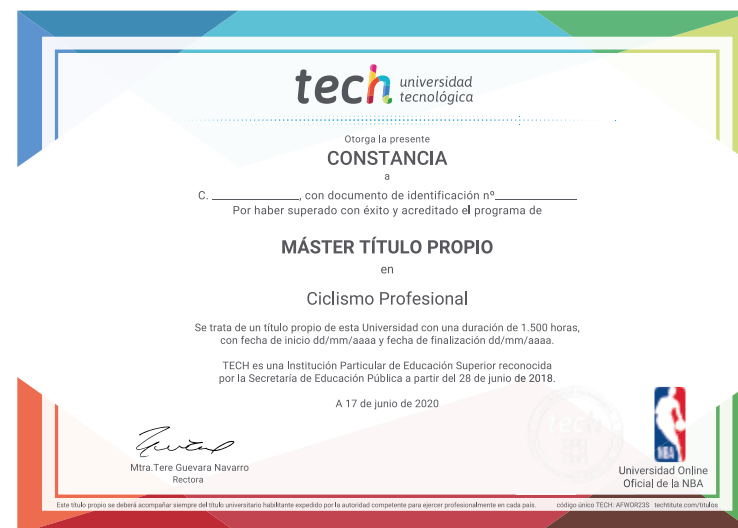 tech universidad
tecnológica
Otorga la presente
CONSTANCIA
a
C. ________________, con documento de identificación nº________________
Por haber superado con éxito y acreditado el programa de
MÁSTER TÍTULO PROPIO
en
Ciclismo Profesional
Se trata de un título propio de esta Universidad con una duración de 1.500 horas,
con fecha de inicio dd/mm/aaaa y fecha de finalización dd/mm/aaaa.
TECH es una Institución Particular de Educación Superior reconocida
por la Secretaría de Educación Pública a partir del 28 de junio de 2018.
A 17 de junio de 2020
tech
Mtra.Tere Guevara Navarro
Rectora
NBA
Universidad Online
Oficial de la NBA
Este título propio se deberá acompañar siempre del título universitario habilitante expedido por la autoridad competente para ejercer profesionalmente en cada país. código único TECH: AFWOR23S techtitute.com/titulos